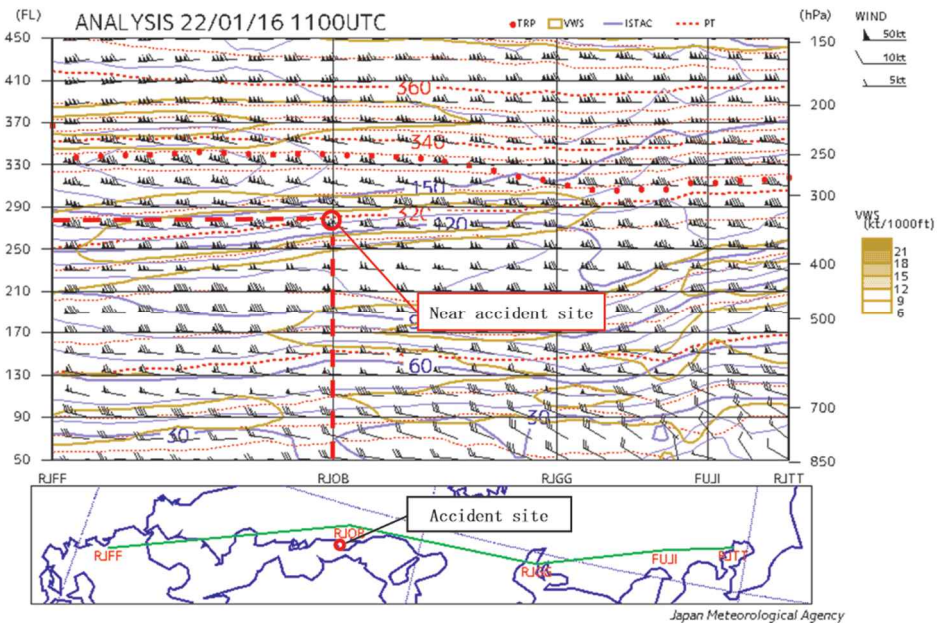 (FL) ANALYSIS 22/01/16 1100UTC TRP VWS ISTAC PT (hPa) WIND
50kt
10kt
5kt
450
410
370
330
290
250
210
170
130
90
50
360
340
150
320
120
60
30
30
150
200
250
300
400
500
700
850
Near accident site
VWS
(kt/1000ft)
21
18
15
12
9
6
RJFF RJOB RJGG FUJI RJTT
Accident site
RJFF
RJOB
RJGG
FUJI
RJTT
Japan Meteorological Agency